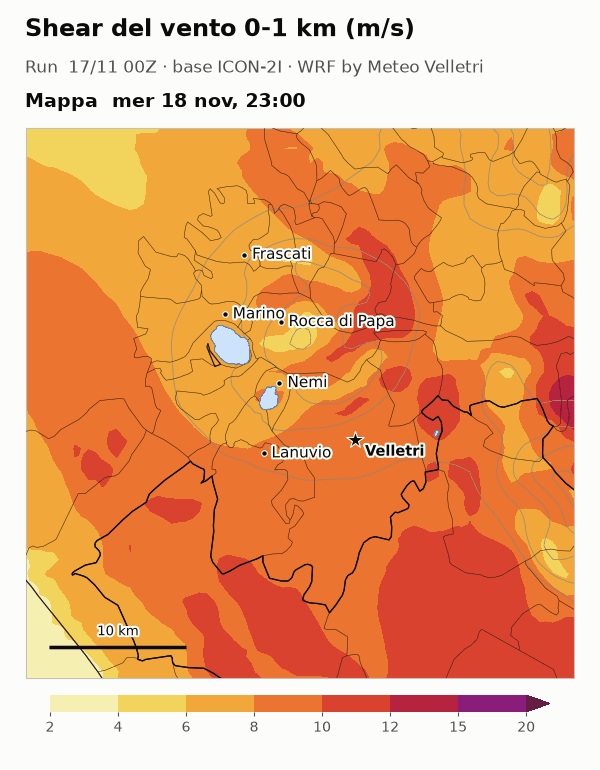 Shear del vento 0-1 km (m/s)
Run  17/11 00Z · base ICON-2I · WRF by Meteo Velletri
Mappa  mer 18 nov, 23:00
Frascati
Marino
Rocca di Papa
Nemi
Velletri
Lanuvio
10 km
2 4 6 8 10 12 15 20